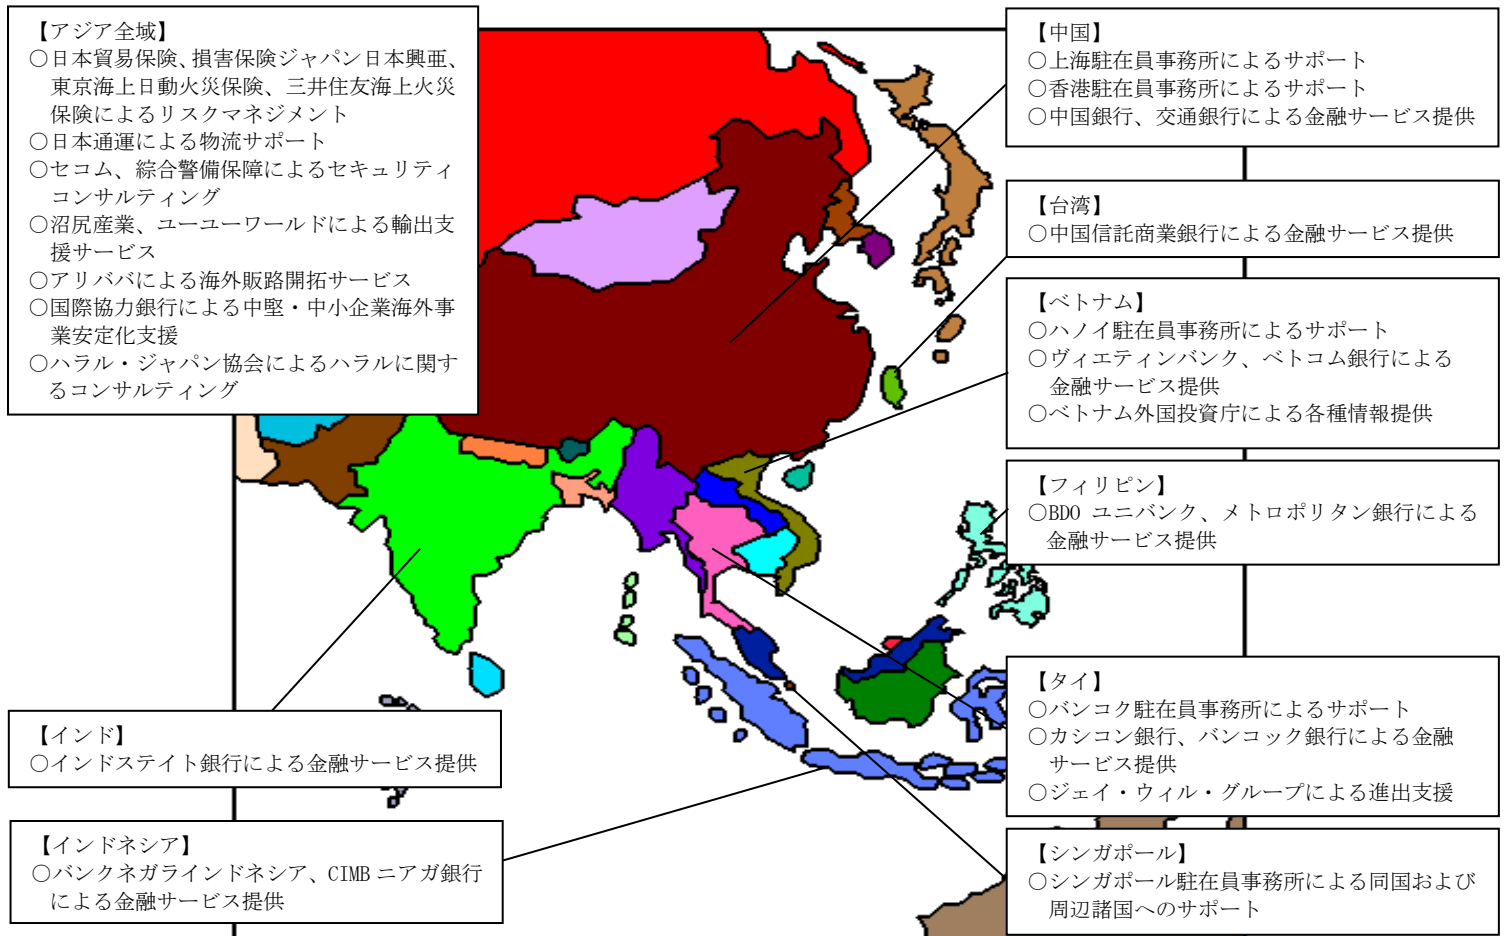 【アジア全域】
○日本貿易保険、損害保険ジャパン日本興亜、
東京海上日動火災保険、三井住友海上火災
保険によるリスクマネジメント
○日本通運による物流サポート
○セコム、綜合警備保障によるセキュリティ
コンサルティング
○沼尻産業、ユーユーワールドによる輸出支
援サービス
○アリババによる海外販路開拓サービス
○国際協力銀行による中堅・中小企業海外事
業安定化支援
○ハラル・ジャパン協会によるハラルに関す
るコンサルティング
【インド】
○インドステイト銀行による金融サービス提供
【インドネシア】
○バンクネガラインドネシア、CIMB ニアガ銀行
による金融サービス提供
【中国】
○上海駐在員事務所によるサポート
○香港駐在員事務所によるサポート
○中国銀行、交通銀行による金融サービス提供
【台湾】
○中国信託商業銀行による金融サービス提供
【ベトナム】
○ハノイ駐在員事務所によるサポート
○ヴィエティンバンク、ベトコム銀行による
金融サービス提供
○ベトナム外国投資庁による各種情報提供
【フィリピン】
○BDO ユニバンク、メトロポリタン銀行による
金融サービス提供
【タイ】
○バンコク駐在員事務所によるサポート
○カシコン銀行、バンコック銀行による金融
サービス提供
○ジェイ・ウィル・グループによる進出支援
【シンガポール】
○シンガポール駐在員事務所による同国および
周辺諸国へのサポート